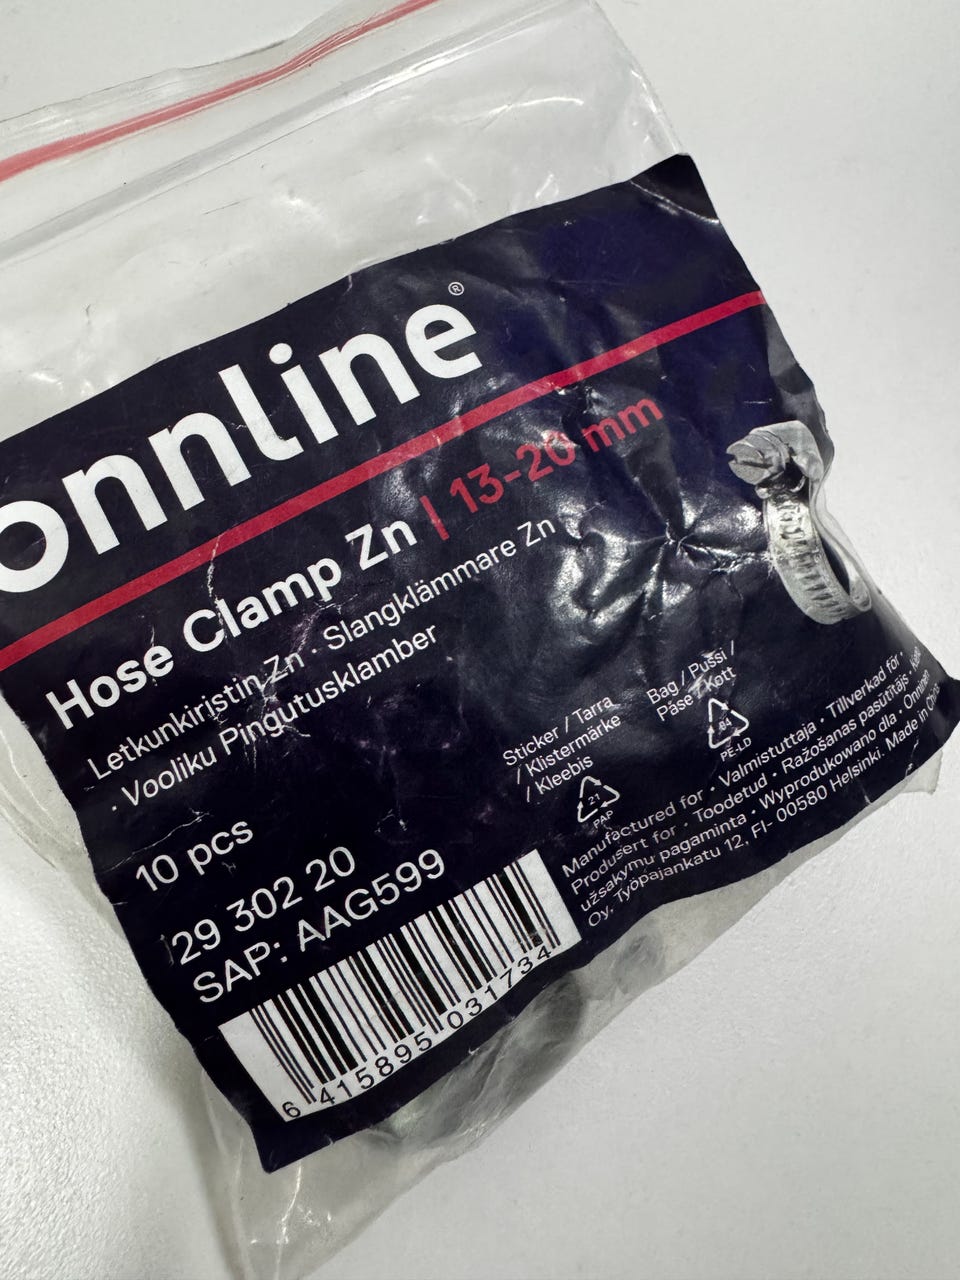 onnline®
Hose Clamp Zn | 13-20 mm
Letkunkiristin Zn · Slangklämmare Zn
· Vooliku Pingutusklamber
10 pcs
29 302 20
SAP: AAG599
6 415895 031734
Sticker / Tarra
/ Klistermärke
/ Kleebis
21
PAP
Bag / Pussi /
Påse / Kott
PE-LD
Manufactured for · Valmistuttaja · Tillverkad för ·
Produsert for · Toodetud · Ražošanas pasūtītājs ·
užsakymu pagaminta · Wyprodukowano dla · Onninen
Oy, Työpajankatu 12, FI- 00580 Helsinki. Made in China